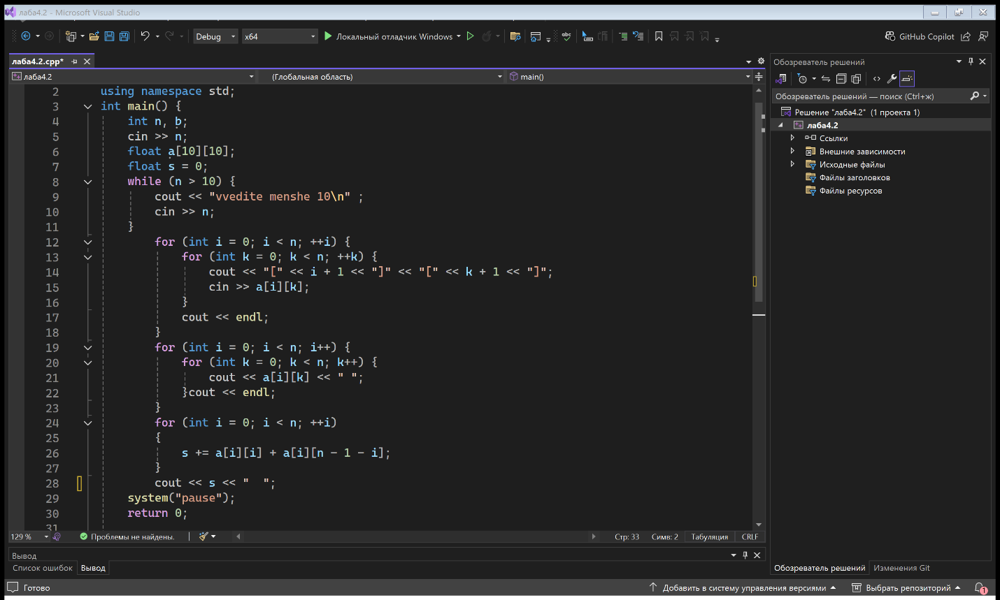 лаба4.2 - Microsoft Visual Studio
Debug x64 Локальный отладчик Windows GitHub Copilot
лаба4.2.cpp*
лаба4.2 (Глобальная область) main()
2 using namespace std;
3 int main() {
4 int n, b;
5 cin >> n;
6 float a[10][10];
7 float s = 0;
8 while (n > 10) {
9 cout << "vvedite menshe 10\n" ;
10 cin >> n;
11 }
12 for (int i = 0; i < n; ++i) {
13 for (int k = 0; k < n; ++k) {
14 cout << "[" << i + 1 << "]" << "[" << k + 1 << "]";
15 cin >> a[i][k];
16 }
17 cout << endl;
18 }
19 for (int i = 0; i < n; i++) {
20 for (int k = 0; k < n; k++) {
21 cout << a[i][k] << " ";
22 }cout << endl;
23 }
24 for (int i = 0; i < n; ++i)
25 {
26 s += a[i][i] + a[i][n - 1 - i];
27 }
28 cout << s << "  ";
29 system("pause");
30 return 0;
31
129 % Проблемы не найдены. Стр: 33 Симв: 2 Табуляция CRLF
Вывод
Список ошибок Вывод
Обозреватель решений
Обозреватель решений — поиск (Ctrl+ж)
Решение "лаба4.2" (1 проекта 1)
лаба4.2
Ссылки
Внешние зависимости
Исходные файлы
Файлы заголовков
Файлы ресурсов
Обозреватель решений Изменения Git
Готово Добавить в систему управления версиями Выбрать репозиторий 1